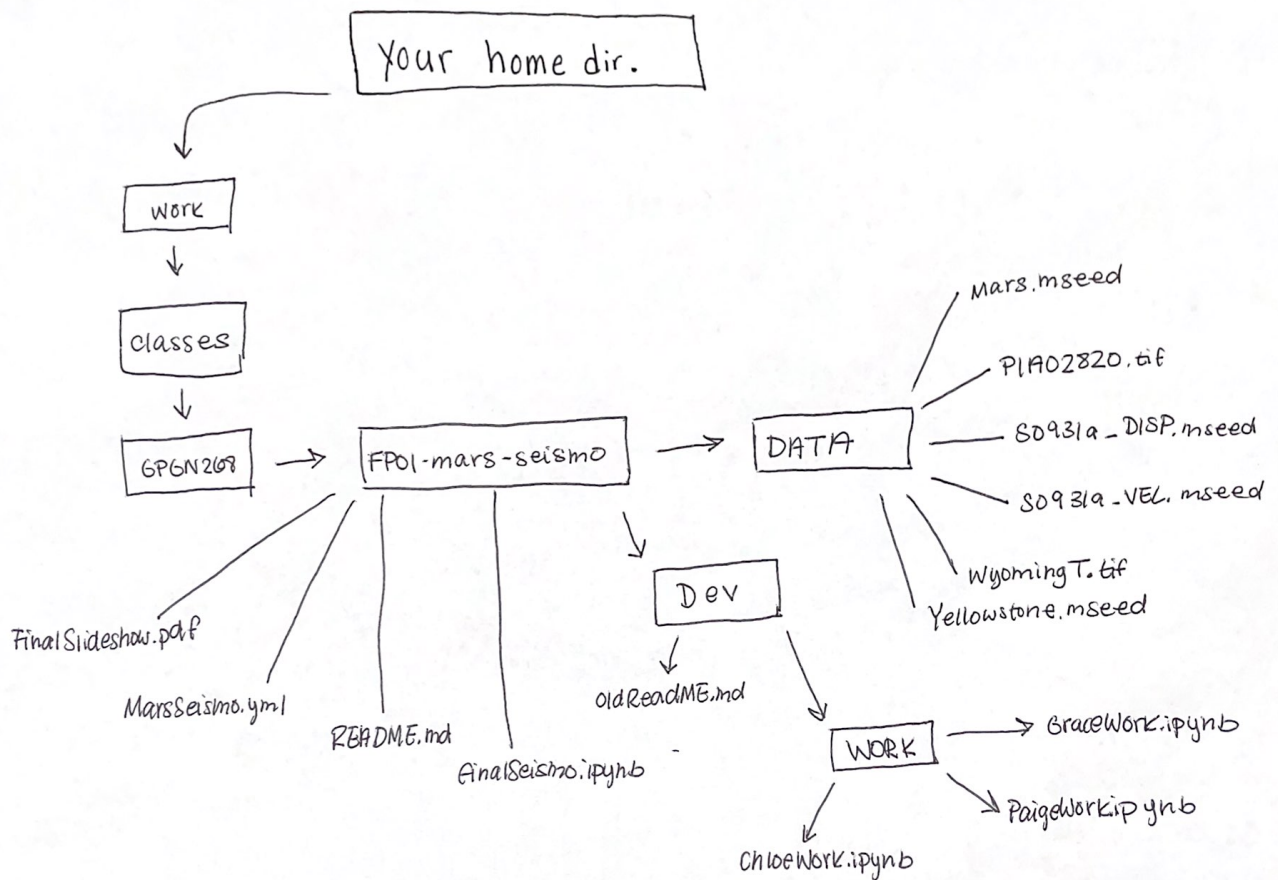 Your home dir.
work
classes
GPGN268
FP01-mars-seismo
DATA
Mars.mseed
PIA02820.tif
S0931a_DISP.mseed
S0931a_VEL.mseed
WyomingT.tif
Yellowstone.mseed
Dev
FinalSlideshow.pdf
MarsSeismo.yml
README.md
FinalSeismo.ipynb
OldReadME.md
WORK
GraceWork.ipynb
PaigeWork.ipynb
ChloeWork.ipynb